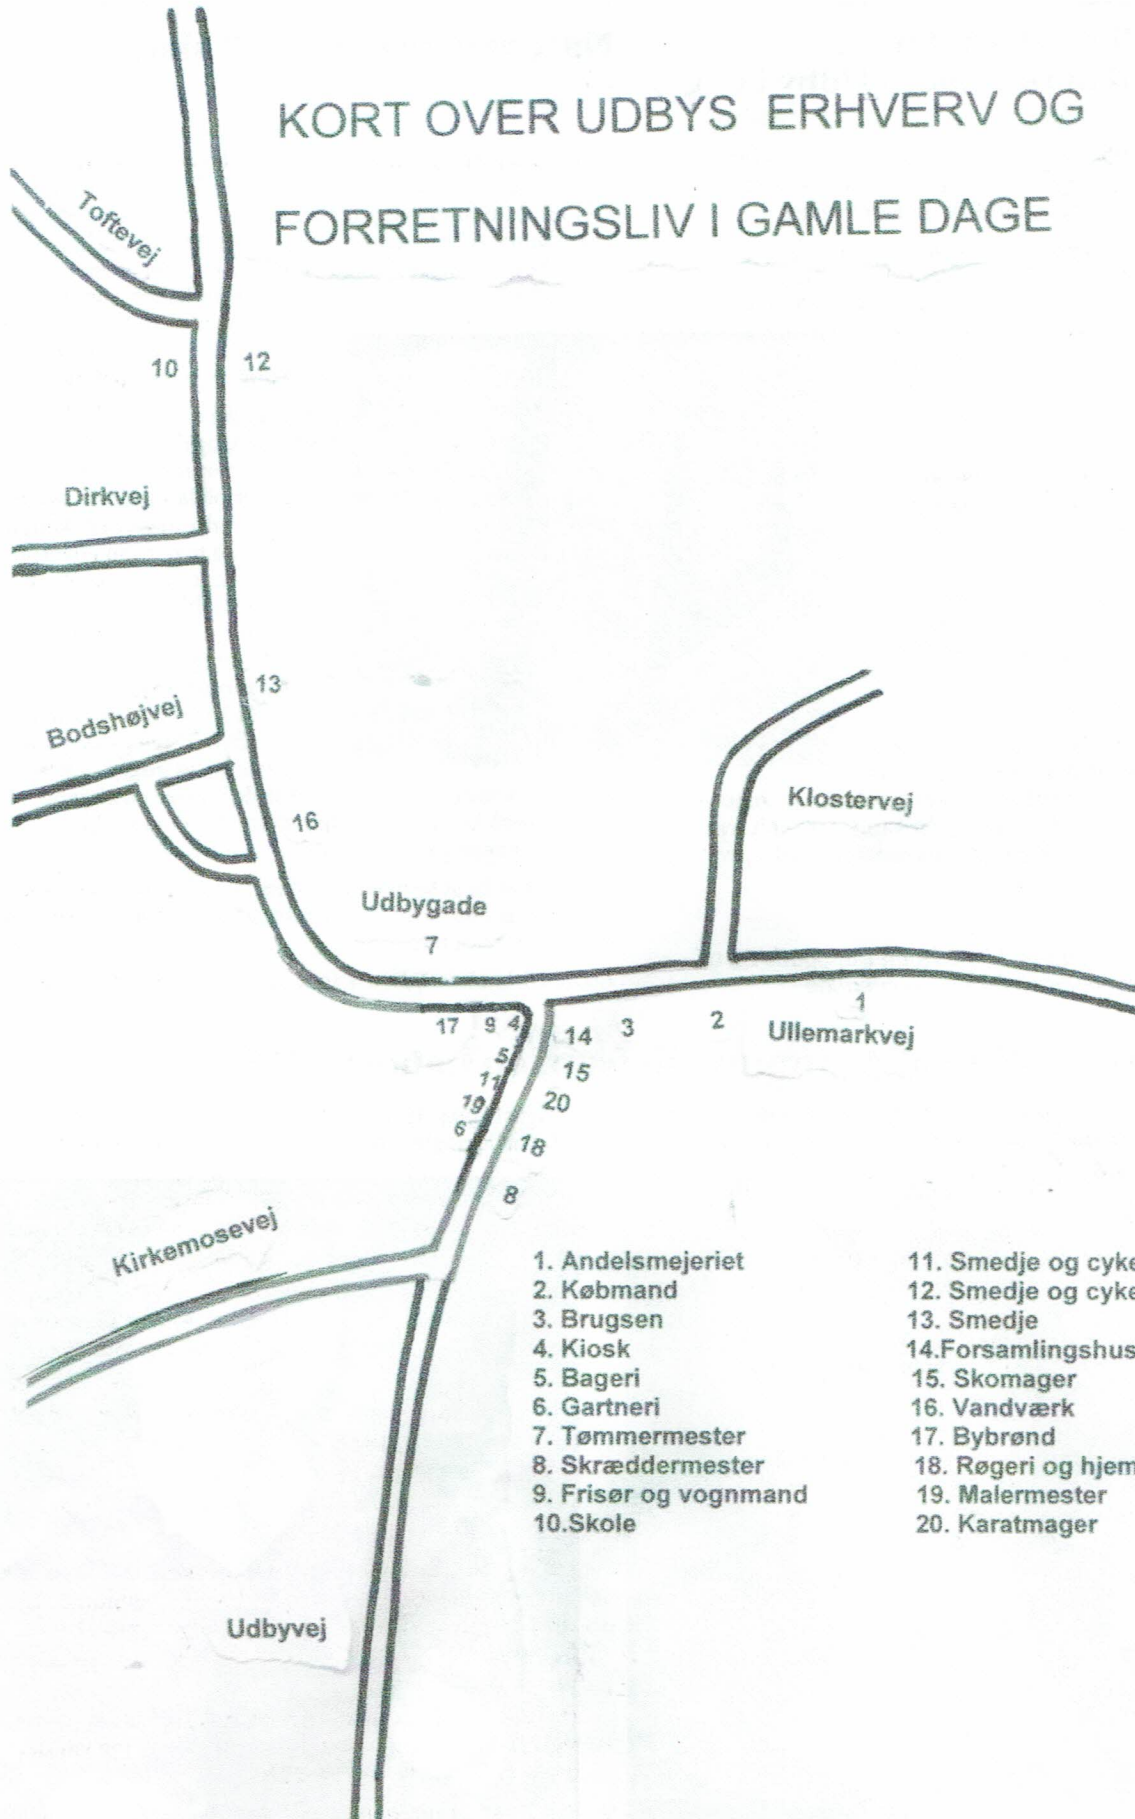 KORT OVER UDBYS ERHVERV OG
FORRETNINGSLIV I GAMLE DAGE
Toftevej
10
12
Dirkvej
13
Bodshøjvej
16
Klostervej
Udbygade
7
17 9 4
14 3 2 1
Ullemarkvej
5
15
11
19
20
6
18
8
Kirkemosevej
1. Andelsmejeriet
2. Købmand
3. Brugsen
4. Kiosk
5. Bageri
6. Gartneri
7. Tømmermester
8. Skræddermester
9. Frisør og vognmand
10.Skole
11. Smedje og cyke
12. Smedje og cyke
13. Smedje
14.Forsamlingshus
15. Skomager
16. Vandværk
17. Bybrønd
18. Røgeri og hjem
19. Malermester
20. Karatmager
Udbyvej